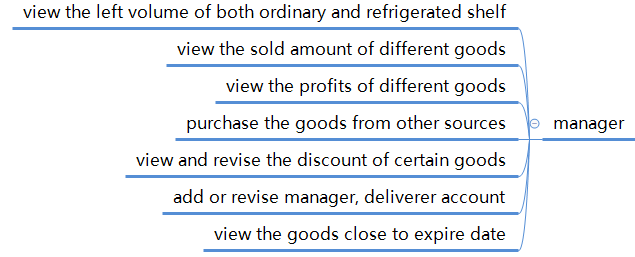 view the left volume of both ordinary and refrigerated shelf
view the sold amount of different goods
view the profits of different goods
purchase the goods from other sources
manager
view and revise the discount of certain goods
add or revise manager, deliverer account
view the goods close to expire date